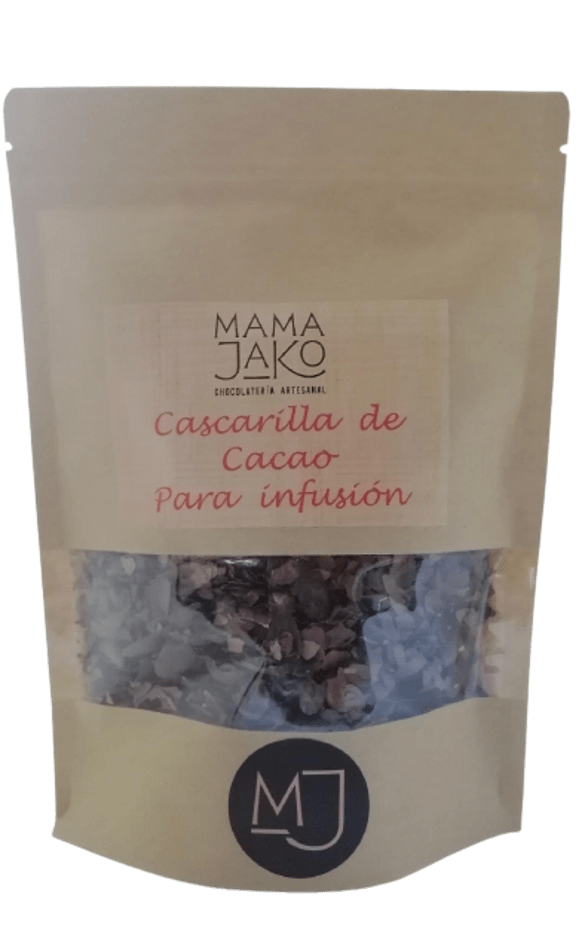 MAMA
JAKO
CHOCOLATERÍA ARTESANAL
Cascarilla de
Cacao
Para infusión
MJ